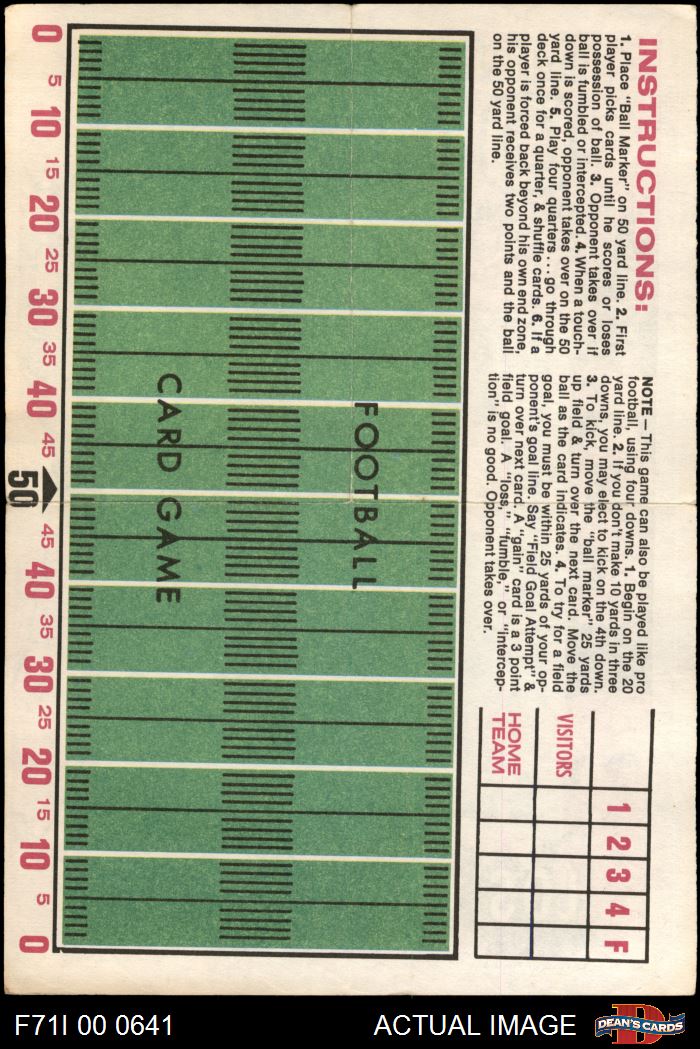 INSTRUCTIONS:
1. Place "Ball Marker" on 50 yard line. 2. First
player picks cards until he scores or loses
possession of ball. 3. Opponent takes over if
ball is fumbled or intercepted. 4. When a touch-
down is scored, opponent takes over on the 50
yard line. 5. Play four quarters...go through
deck once for a quarter, & shuffle cards. 6. If a
player is forced back beyond his own end zone,
his opponent receives two points and the ball
on the 50 yard line.
NOTE — This game can also be played like pro
football, using four downs. 1. Begin on the 20
yard line. 2. If you don't make 10 yards in three
downs, you may elect to kick on the 4th down.
3. To kick, move the "ball marker" 25 yards
up field & turn over the next card. Move the
ball as the card indicates. 4. To try for a field
goal, you must be within 25 yards of your op-
ponent's goal line. Say "Field Goal Attempt" &
turn over next card. A "gain" card is a 3 point
field goal. A "loss," "fumble," or "intercep-
tion" is no good. Opponent takes over.
1 2 3 4 F
VISITORS
HOME
TEAM
FOOTBALL
CARD GAME
0 5 10 15 20 25 30 35 40 45 50 45 40 35 30 25 20 15 10 5 0
F71I 00 0641 ACTUAL IMAGE D DEAN'S CARDS